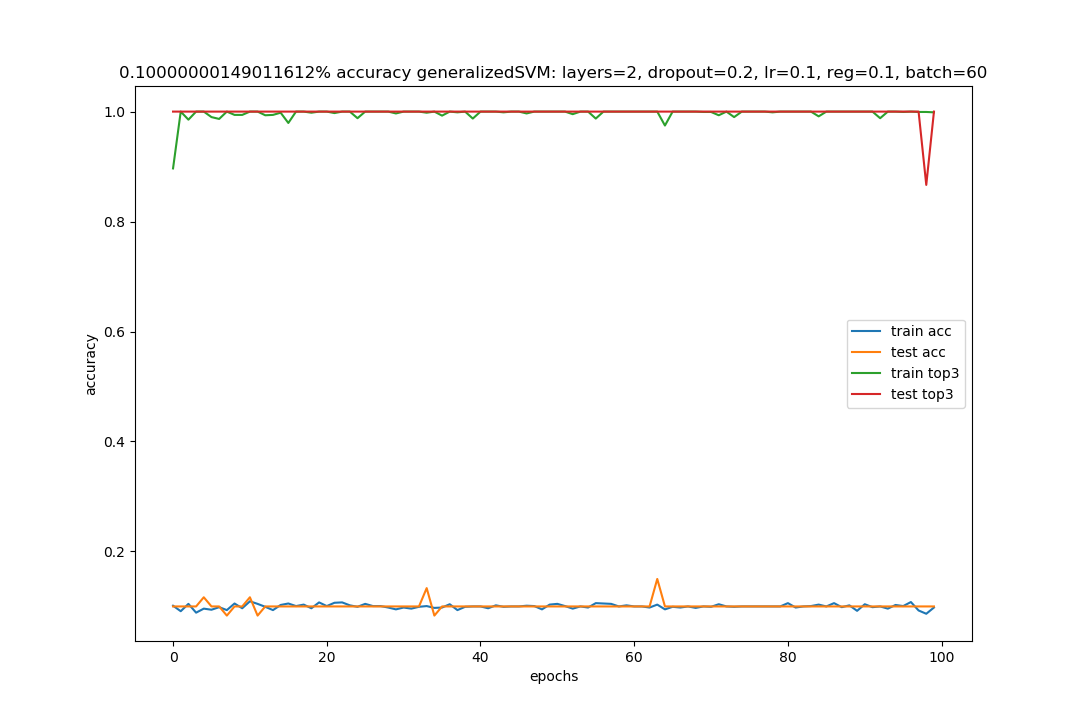 0.10000000149011612% accuracy generalizedSVM: layers=2, dropout=0.2, lr=0.1, reg=0.1, batch=60
1.0
0.8
0.6
0.4
0.2
accuracy
train acc
test acc
train top3
test top3
0 20 40 60 80 100
epochs